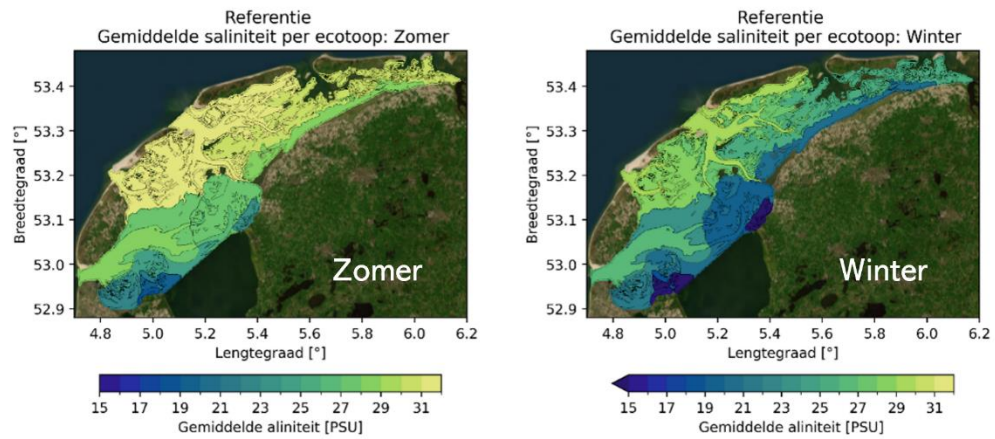 Referentie
Gemiddelde saliniteit per ecotoop: Zomer
53.4
53.3
53.2
53.1
53.0
52.9
Breedtegraad [°]
Zomer
4.8 5.0 5.2 5.4 5.6 5.8 6.0 6.2
Lengtegraad [°]
15 17 19 21 23 25 27 29 31
Gemiddelde aliniteit [PSU]
Referentie
Gemiddelde saliniteit per ecotoop: Winter
53.4
53.3
53.2
53.1
53.0
52.9
Breedtegraad [°]
Winter
4.8 5.0 5.2 5.4 5.6 5.8 6.0 6.2
Lengtegraad [°]
15 17 19 21 23 25 27 29 31
Gemiddelde aliniteit [PSU]